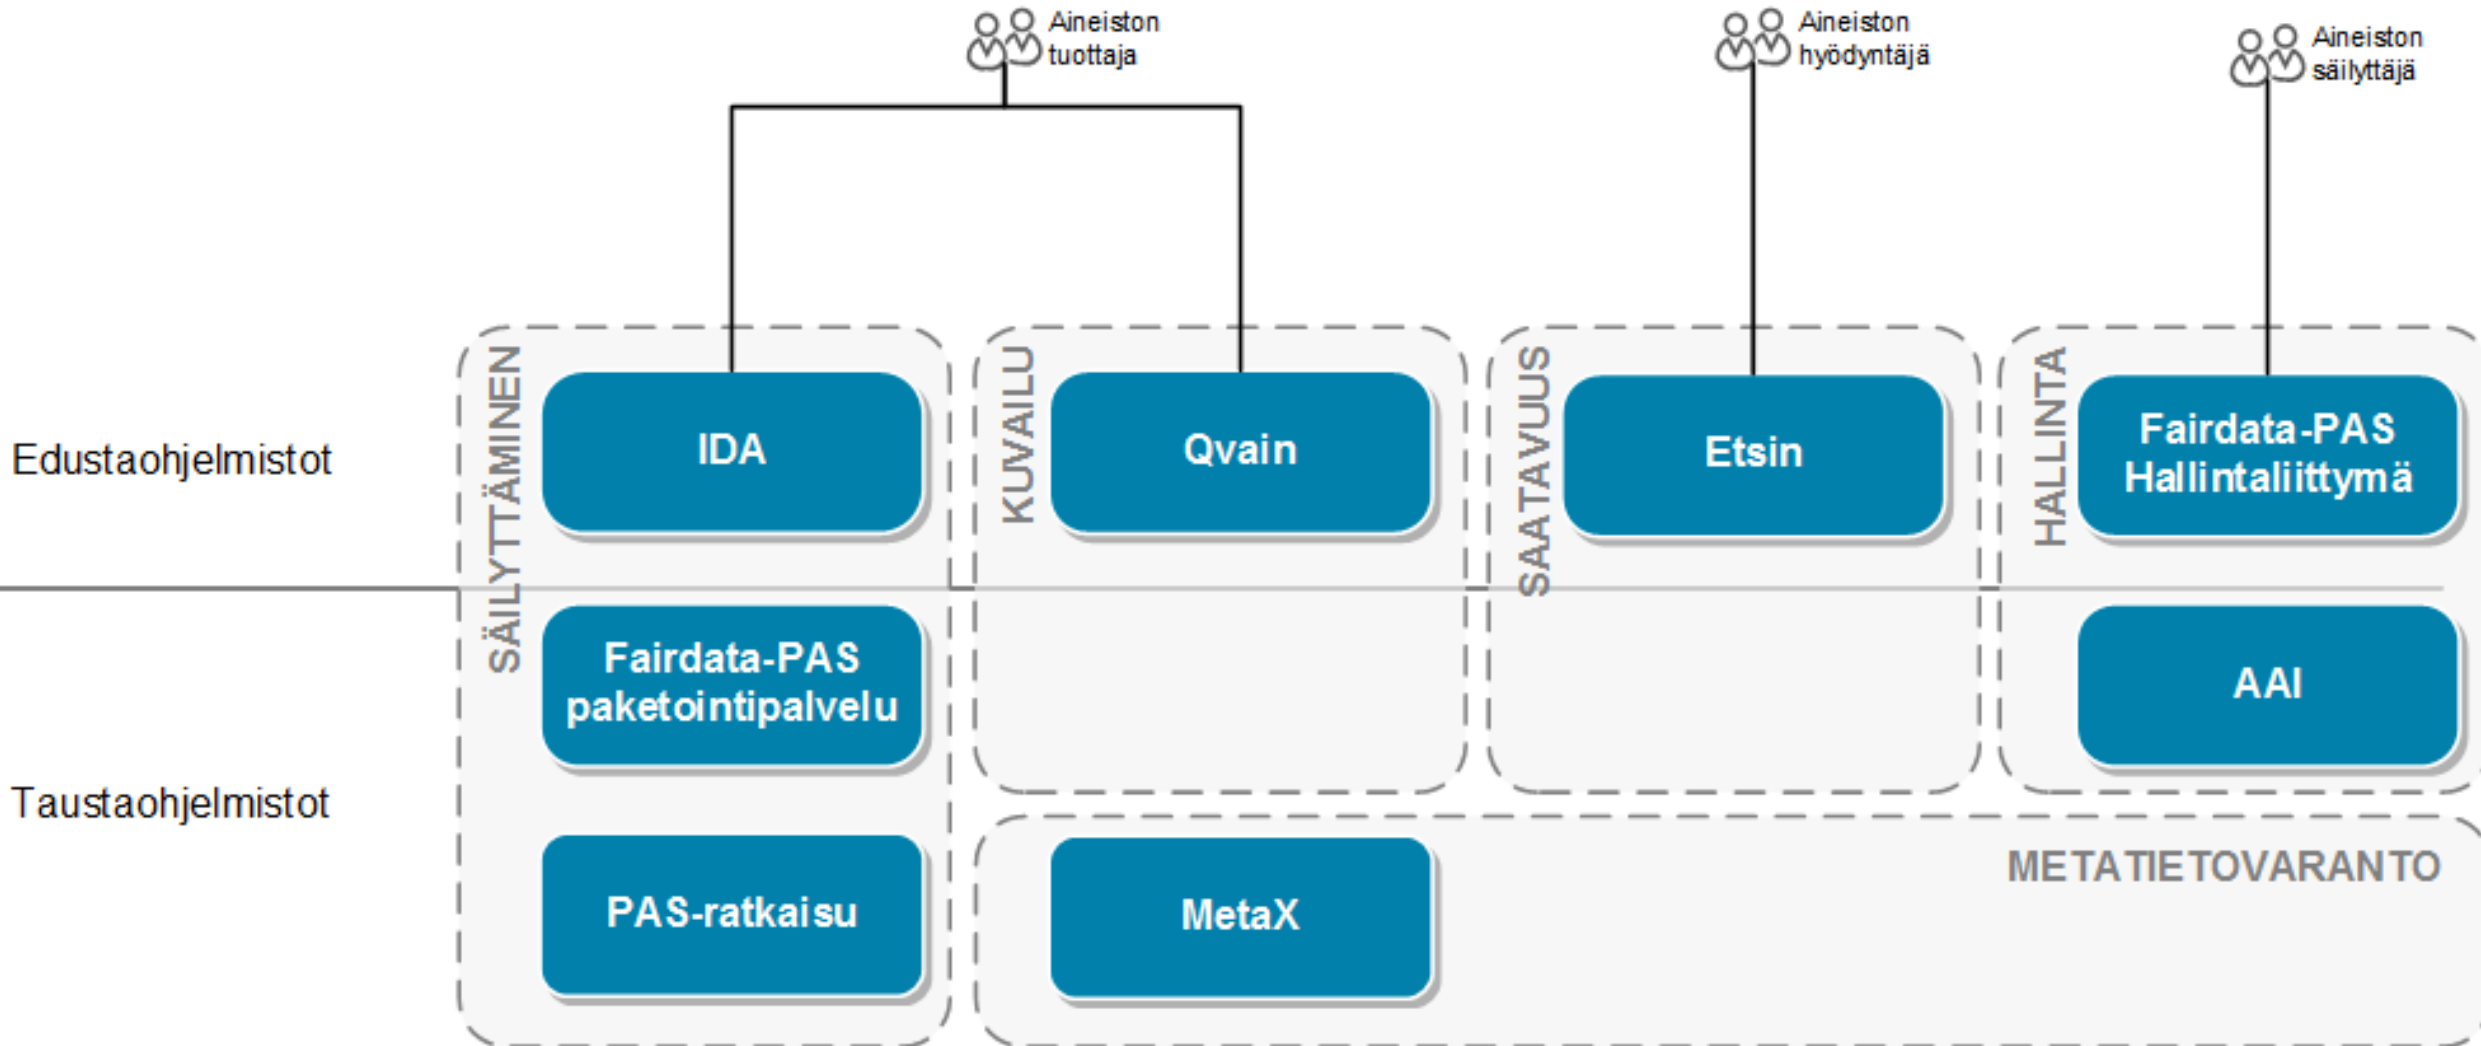 Aineiston
tuottaja
Aineiston
hyödyntäjä
Aineiston
säilyttäjä
Edustaohjelmistot
SÄILYTTÄMINEN
IDA
KUVAILU
Qvain
SAATAVUUS
Etsin
HALLINTA
Fairdata-PAS
Hallintaliittymä
Taustaohjelmistot
Fairdata-PAS
paketointipalvelu
AAI
PAS-ratkaisu
MetaX
METATIETOVARANTO